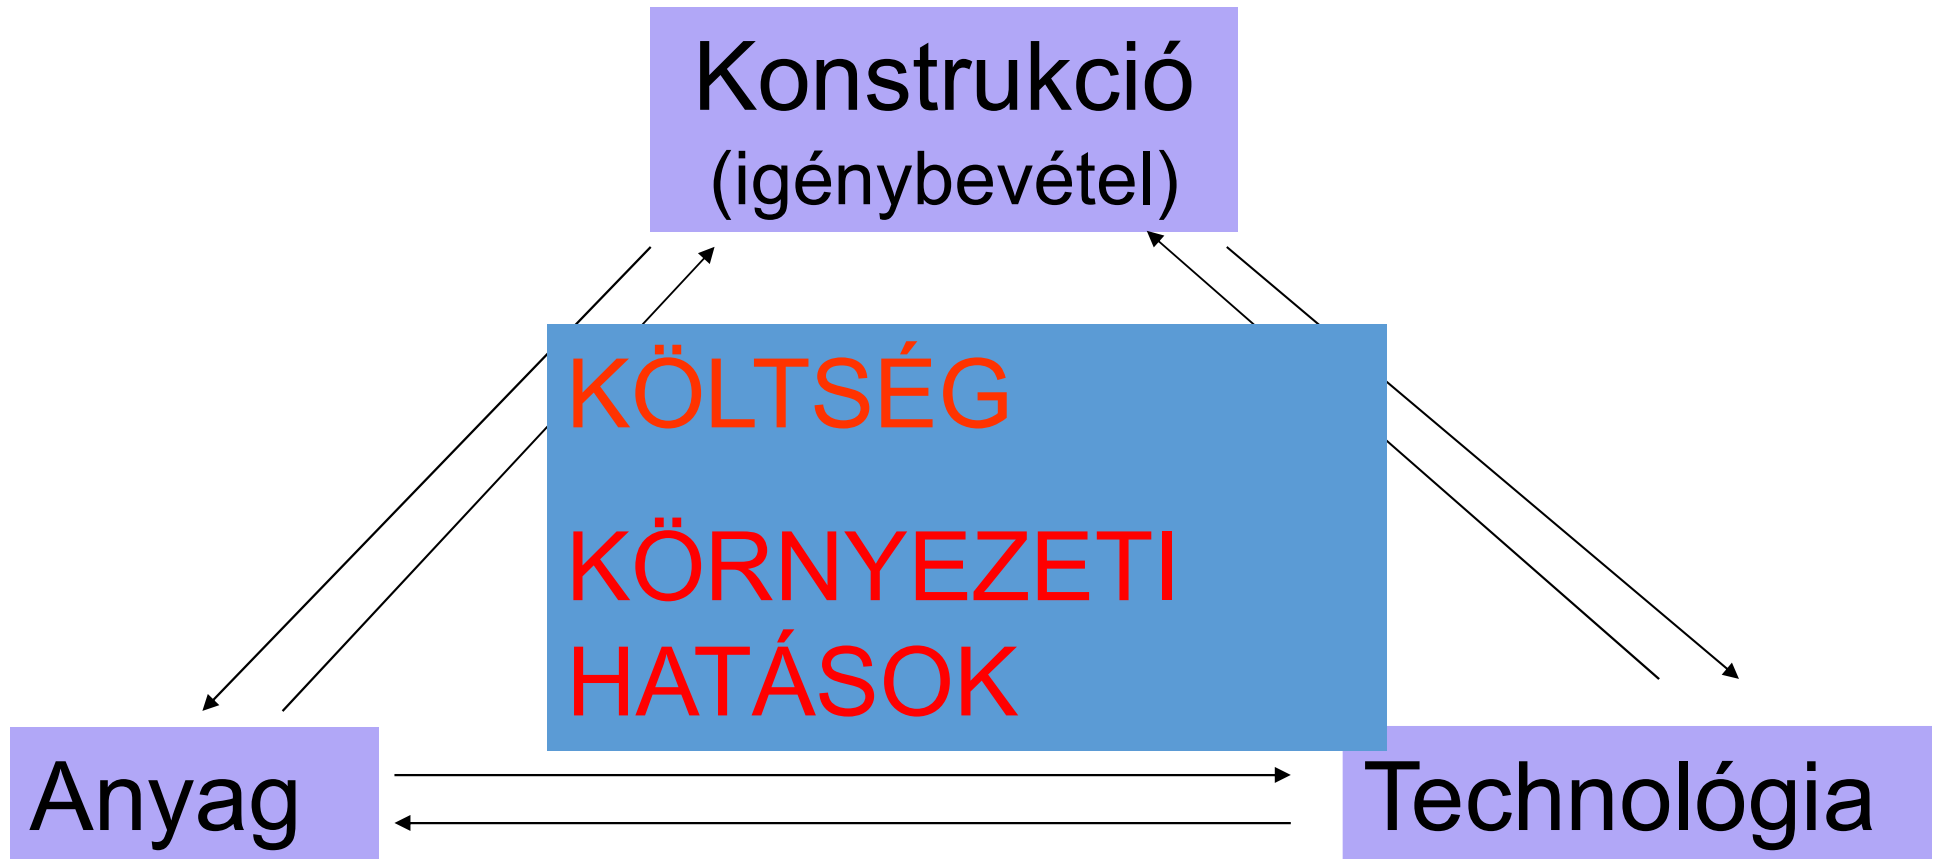 Konstrukció
(igénybevétel)
KÖLTSÉG
KÖRNYEZETI
HATÁSOK
Anyag
Technológia